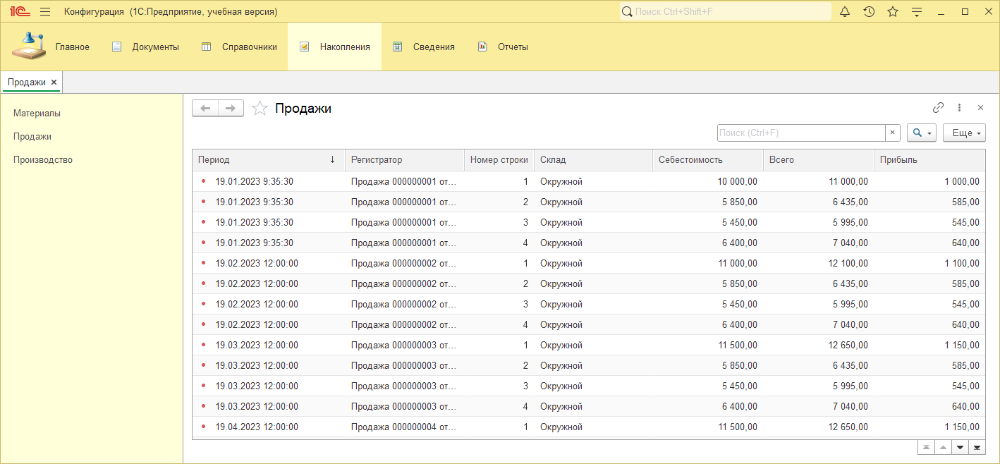 1С Конфигурация (1С:Предприятие, учебная версия) Поиск Ctrl+Shift+F
Главное Документы Справочники Накопления Сведения Отчеты
Продажи ×
Материалы
Продажи
Производство
Продажи
Поиск (Ctrl+F) × Еще
Период ↓ Регистратор Номер строки Склад Себестоимость Всего Прибыль
19.01.2023 9:35:30 Продажа 000000001 от... 1 Окружной 10 000,00 11 000,00 1 000,00
19.01.2023 9:35:30 Продажа 000000001 от... 2 Окружной 5 850,00 6 435,00 585,00
19.01.2023 9:35:30 Продажа 000000001 от... 3 Окружной 5 450,00 5 995,00 545,00
19.01.2023 9:35:30 Продажа 000000001 от... 4 Окружной 6 400,00 7 040,00 640,00
19.02.2023 12:00:00 Продажа 000000002 от... 1 Окружной 11 000,00 12 100,00 1 100,00
19.02.2023 12:00:00 Продажа 000000002 от... 2 Окружной 5 850,00 6 435,00 585,00
19.02.2023 12:00:00 Продажа 000000002 от... 3 Окружной 5 450,00 5 995,00 545,00
19.02.2023 12:00:00 Продажа 000000002 от... 4 Окружной 6 400,00 7 040,00 640,00
19.03.2023 12:00:00 Продажа 000000003 от... 1 Окружной 11 500,00 12 650,00 1 150,00
19.03.2023 12:00:00 Продажа 000000003 от... 2 Окружной 5 850,00 6 435,00 585,00
19.03.2023 12:00:00 Продажа 000000003 от... 3 Окружной 5 450,00 5 995,00 545,00
19.03.2023 12:00:00 Продажа 000000003 от... 4 Окружной 6 400,00 7 040,00 640,00
19.04.2023 12:00:00 Продажа 000000004 от... 1 Окружной 11 500,00 12 650,00 1 150,00